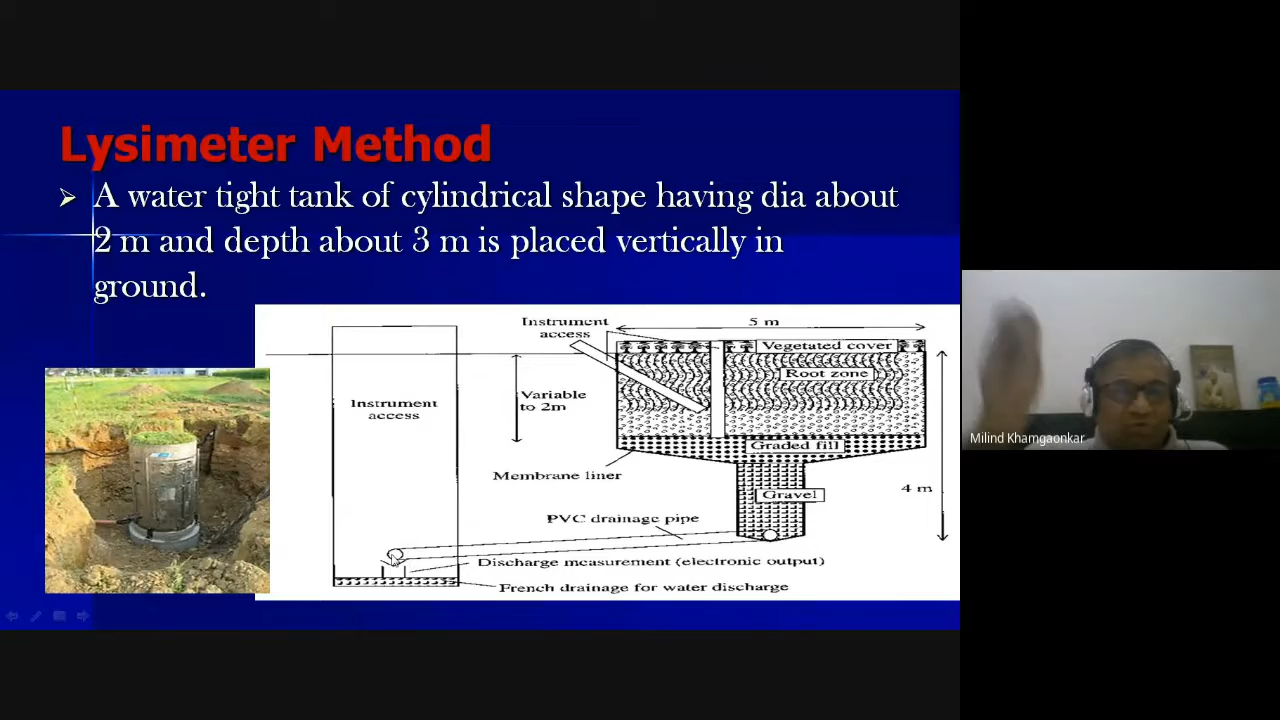 Lysimeter Method
A water tight tank of cylindrical shape having dia about
2 m and depth about 3 m is placed vertically in
ground.
Instrument
access
5 m
Vegetated cover
Root zone
Instrument
access
Variable
to 2m
Graded fill
Membrane liner
Gravel
4 m
PVC drainage pipe
Discharge measurement (electronic output)
French drainage for water discharge
Milind Khamgaonkar